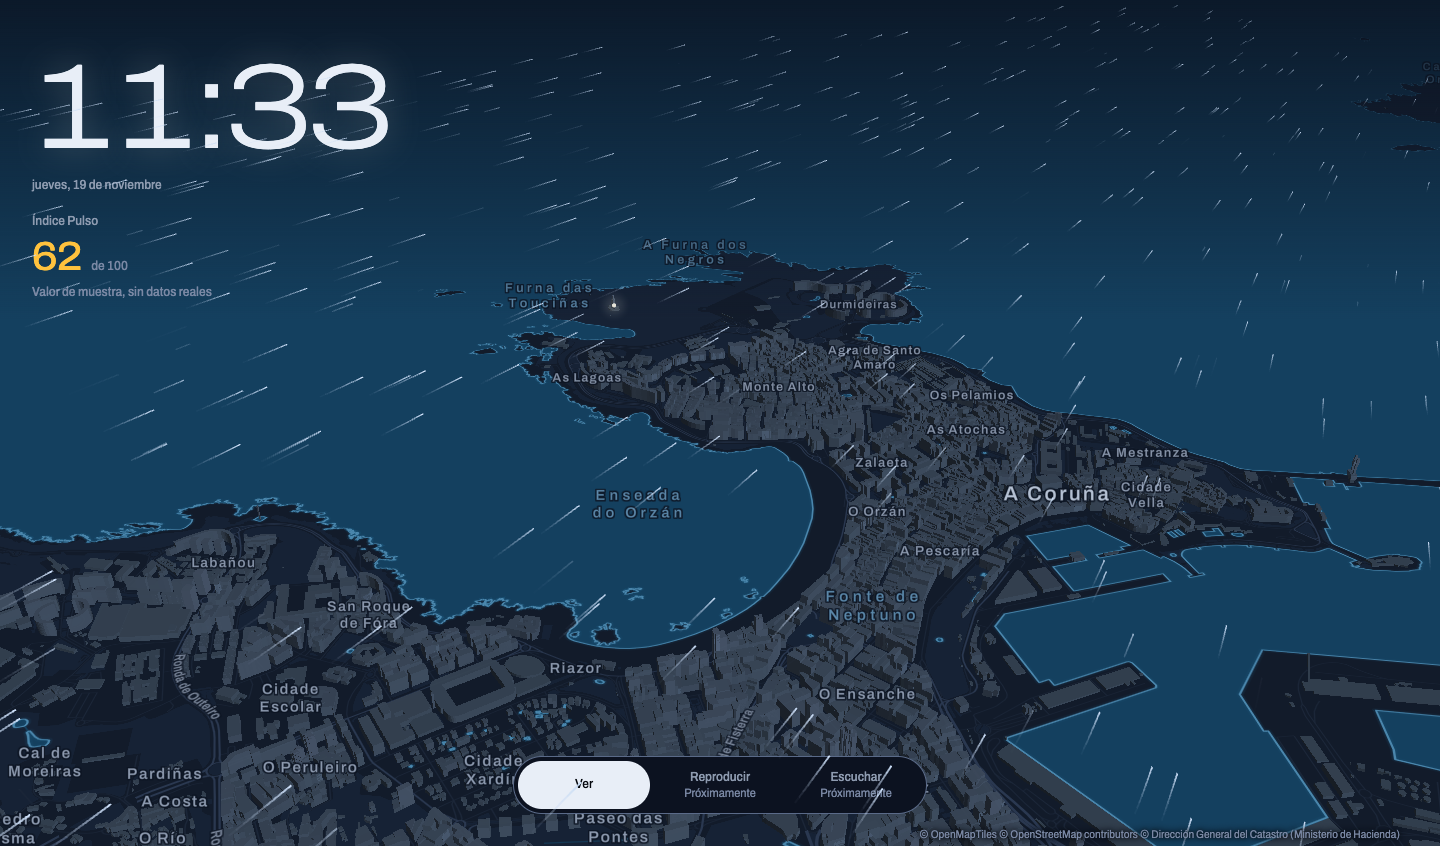 11:33
jueves, 19 de noviembre
Índice Pulso
62 de 100
Valor de muestra, sin datos reales
A Furna dos
Negros
Furna das
Touciñas
Durmideiras
Agra de Santo
Amaro
As Lagoas
Monte Alto
Os Pelamios
As Atochas
A Mestranza
Zalaeta
A Coruña
Cidade
Vella
Enseada
do Orzán
O Orzán
A Pescaría
Labañou
Fonte de
Neptuno
San Roque
de Fóra
Riazor
Ronda de Outeiro
Cidade
Escolar
O Ensanche
de Fisterra
Cal de
Moreiras
Pardiñas
O Peruleiro
Cidade
Xardín
A Costa
O Río
Paseo das
Pontes
Ver
Reproducir
Próximamente
Escuchar
Próximamente
© OpenMapTiles © OpenStreetMap contributors © Dirección General del Catastro (Ministerio de Hacienda)